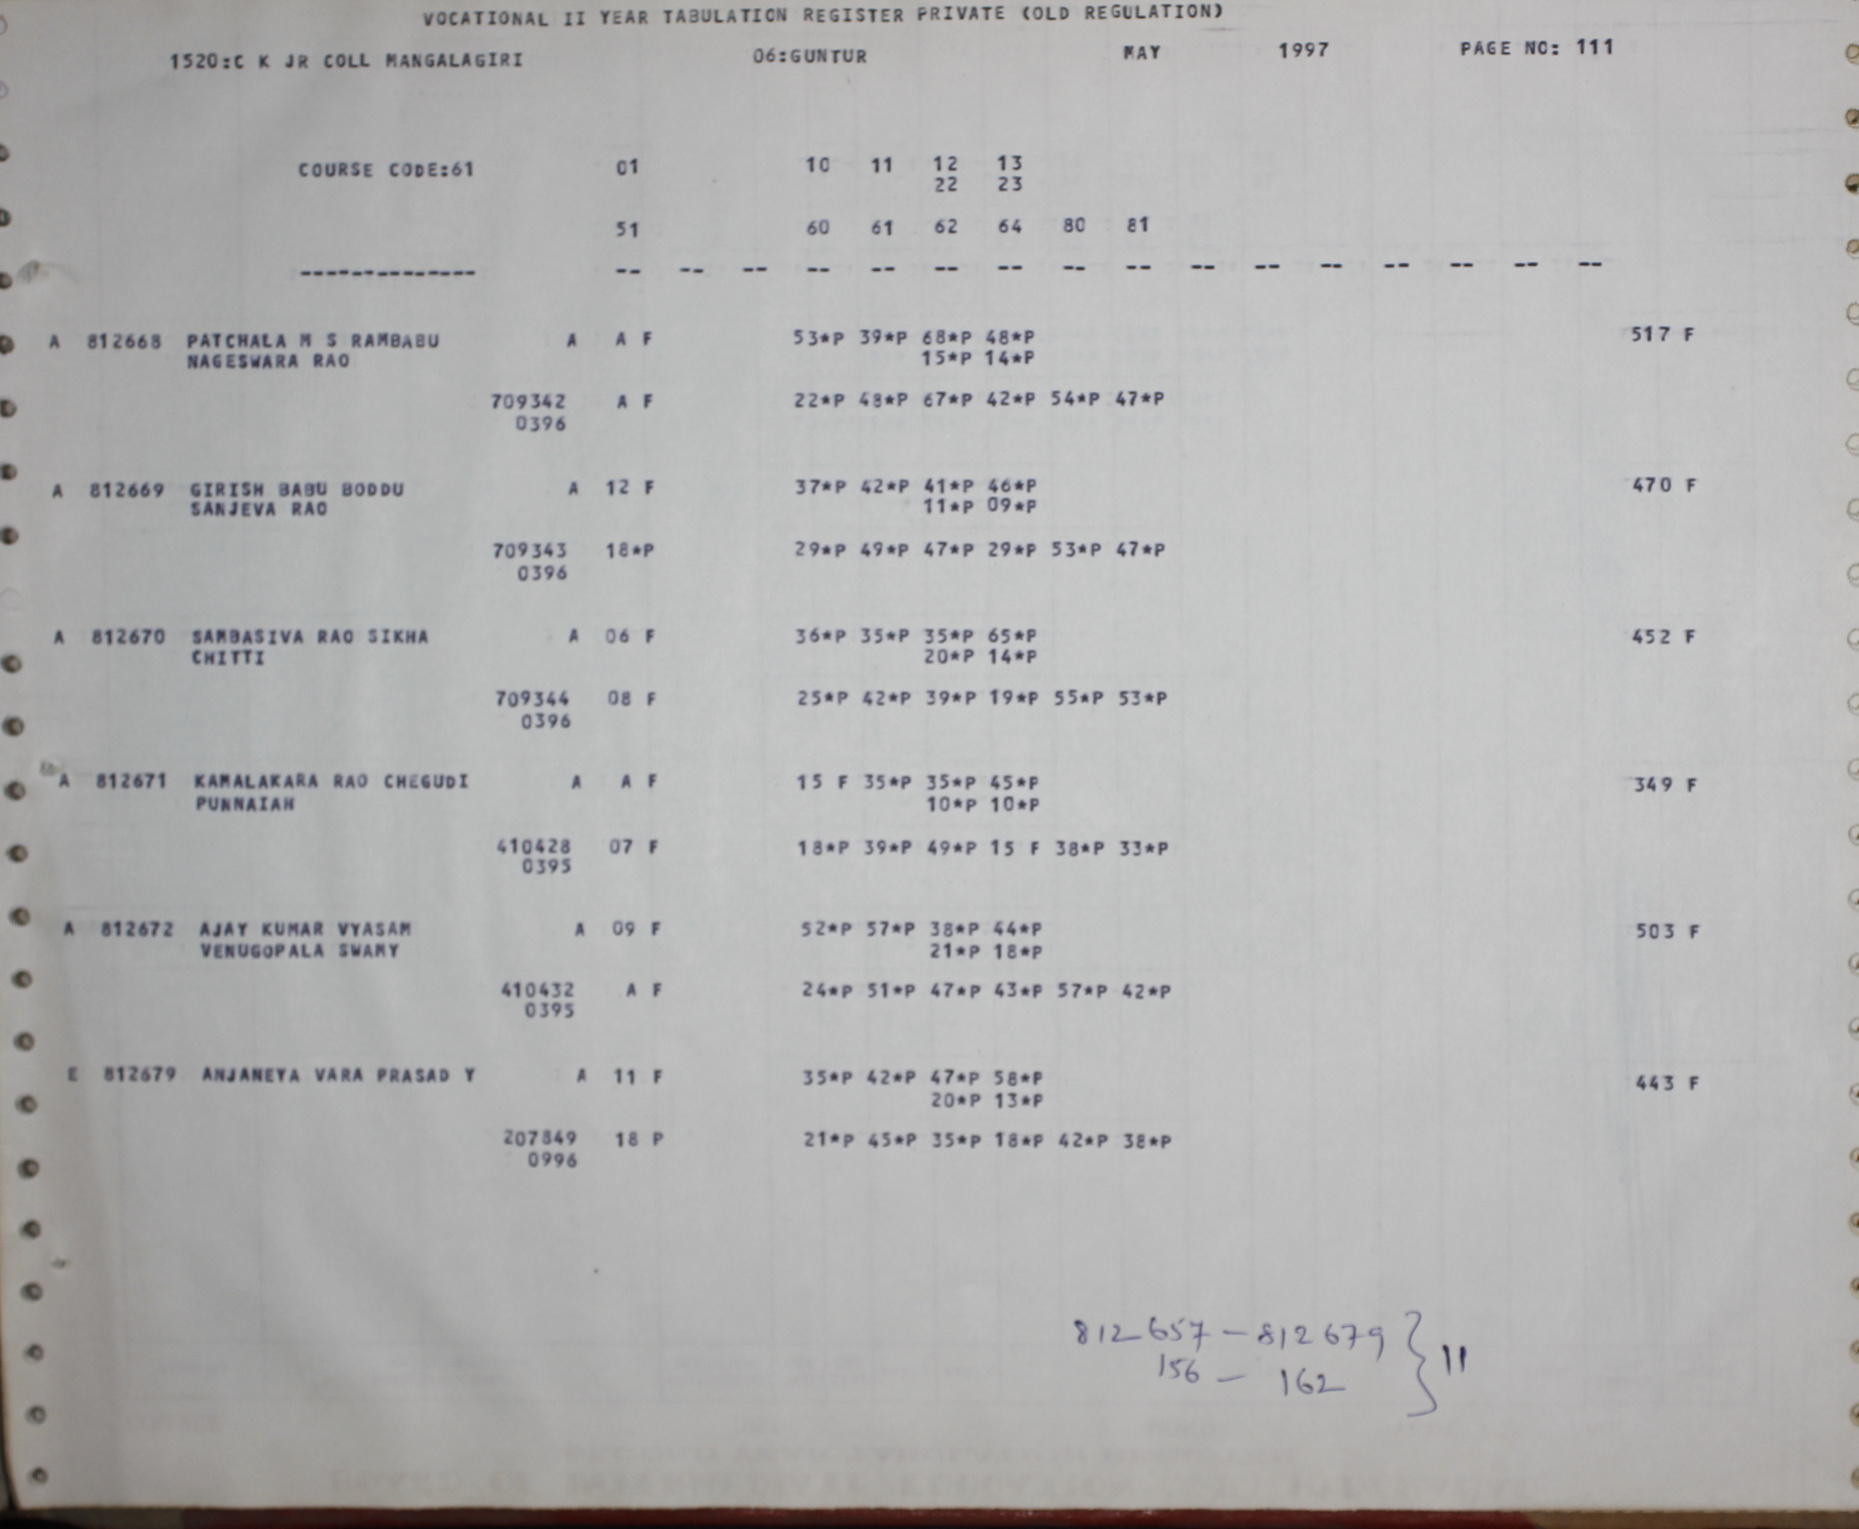 VOCATIONAL II YEAR TABULATION REGISTER PRIVATE (OLD REGULATION)
1520:C K JR COLL MANGALAGIRI 06:GUNTUR MAY 1997 PAGE NO: 111
COURSE CODE:61 01 10 11 12 13
22 23
51 60 61 62 64 80 81
-------------- -- -- -- -- -- -- -- -- -- -- -- -- -- -- -- --
A 812668 PATCHALA M S RAMBABU A A F 53*P 39*P 68*P 48*P 517 F
NAGESWARA RAO 15*P 14*P
709342 A F 22*P 48*P 67*P 42*P 54*P 47*P
0396
A 812669 GIRISH BABU BODDU A 12 F 37*P 42*P 41*P 46*P 470 F
SANJEVA RAO 11*P 09*P
709343 18*P 29*P 49*P 47*P 29*P 53*P 47*P
0396
A 812670 SAMBASIVA RAO SIKHA A 06 F 36*P 35*P 35*P 65*P 452 F
CHITTI 20*P 14*P
709344 08 F 25*P 42*P 39*P 19*P 55*P 53*P
0396
A 812671 KAMALAKARA RAO CHEGUDI A A F 15 F 35*P 35*P 45*P 349 F
PUNNAIAH 10*P 10*P
410428 07 F 18*P 39*P 49*P 15 F 38*P 33*P
0395
A 812672 AJAY KUMAR VYASAM A 09 F 52*P 57*P 38*P 44*P 503 F
VENUGOPALA SWAMY 21*P 18*P
410432 A F 24*P 51*P 47*P 43*P 57*P 42*P
0395
E 812679 ANJANEYA VARA PRASAD Y A 11 F 35*P 42*P 47*P 58*P 443 F
20*P 13*P
207849 18 P 21*P 45*P 35*P 18*P 42*P 38*P
0996
812657 - 812679 } 11
156 - 162